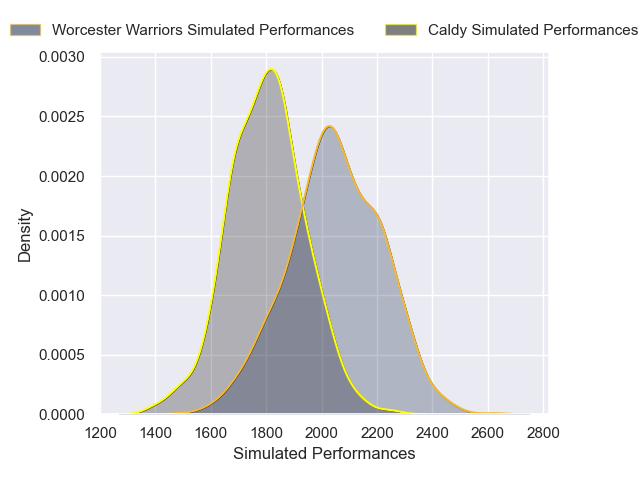 Worcester Warriors Simulated Performances
Caldy Simulated Performances
0.0030
0.0025
0.0020
0.0015
0.0010
0.0005
0.0000
Density
1200 1400 1600 1800 2000 2200 2400 2600 2800
Simulated Performances